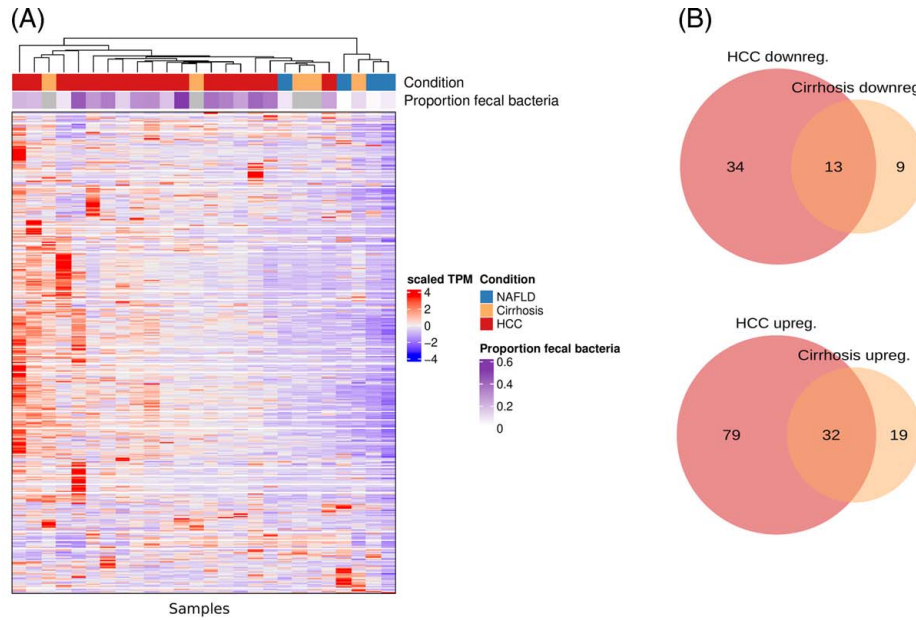 (A)
(B)
Condition
Proportion fecal bacteria
scaled TPM
4
2
0
-2
-4
Condition
NAFLD
Cirrhosis
HCC
Proportion fecal bacteria
0.6
0.4
0.2
0
Samples
HCC downreg.
Cirrhosis downreg
34
13
9
HCC upreg.
Cirrhosis upreg.
79
32
19